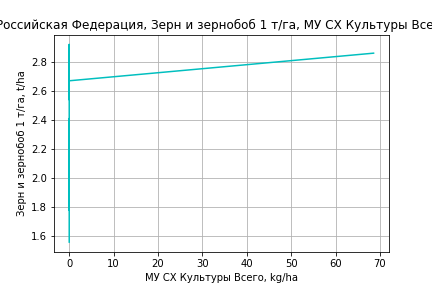 Российская Федерация, Зерн и зернобоб 1 т/га, МУ СХ Культуры Все
2.8
2.6
2.4
2.2
2.0
1.8
1.6
Зерн и зернобоб 1 т/га, t/ha
0 10 20 30 40 50 60 70
МУ СХ Культуры Всего, kg/ha